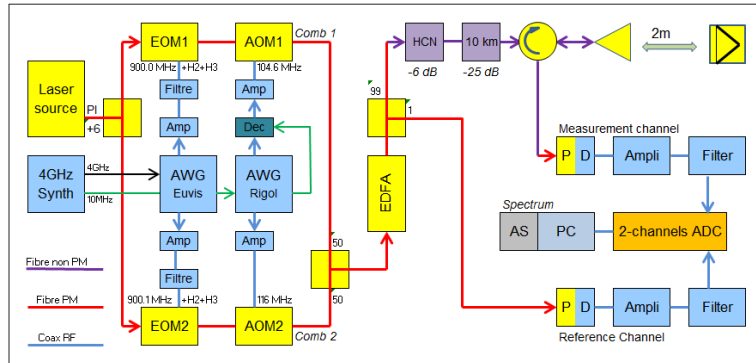 EOM1
AOM1
Comb 1
HCN
10 km
2m
-6 dB
-25 dB
900.0 MHz
+H2+H3
104.6 MHz
Laser
source
PI
+6
Filtre
Amp
Amp
Dec
99
1
Measurement channel
P
D
Ampli
Filter
4GHz
Synth
4GHz
10MHz
AWG
Euvis
AWG
Rigol
EDFA
Spectrum
AS
PC
2-channels ADC
Amp
Amp
50
50
Filtre
Fibre non PM
Fibre PM
Coax RF
900.1 MHz
+H2+H3
116 MHz
EOM2
AOM2
Comb 2
P
D
Ampli
Filter
Reference Channel